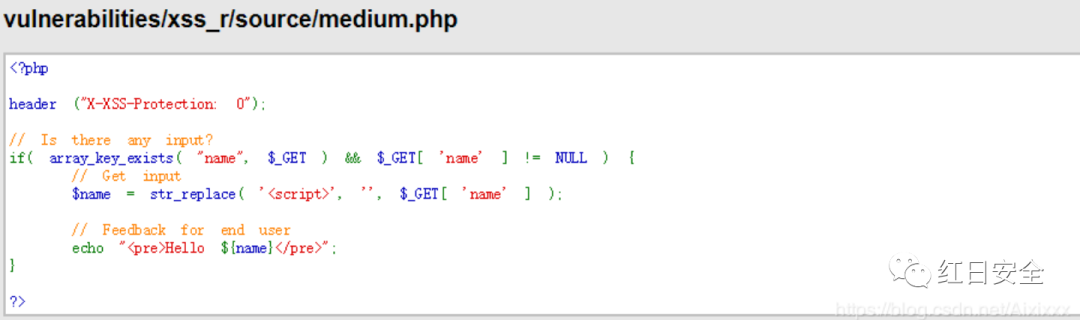 vulnerabilities/xss_r/source/medium.php
<?php
header ("X-XSS-Protection: 0");
// Is there any input?
if( array_key_exists( "name", $_GET ) && $_GET[ 'name' ] != NULL ) {
// Get input
$name = str_replace( '<script>', '', $_GET[ 'name' ] );
// Feedback for end user
echo "<pre>Hello ${name}</pre>";
}
?>
红日安全
https://blog.csdn.net/Aixixxx